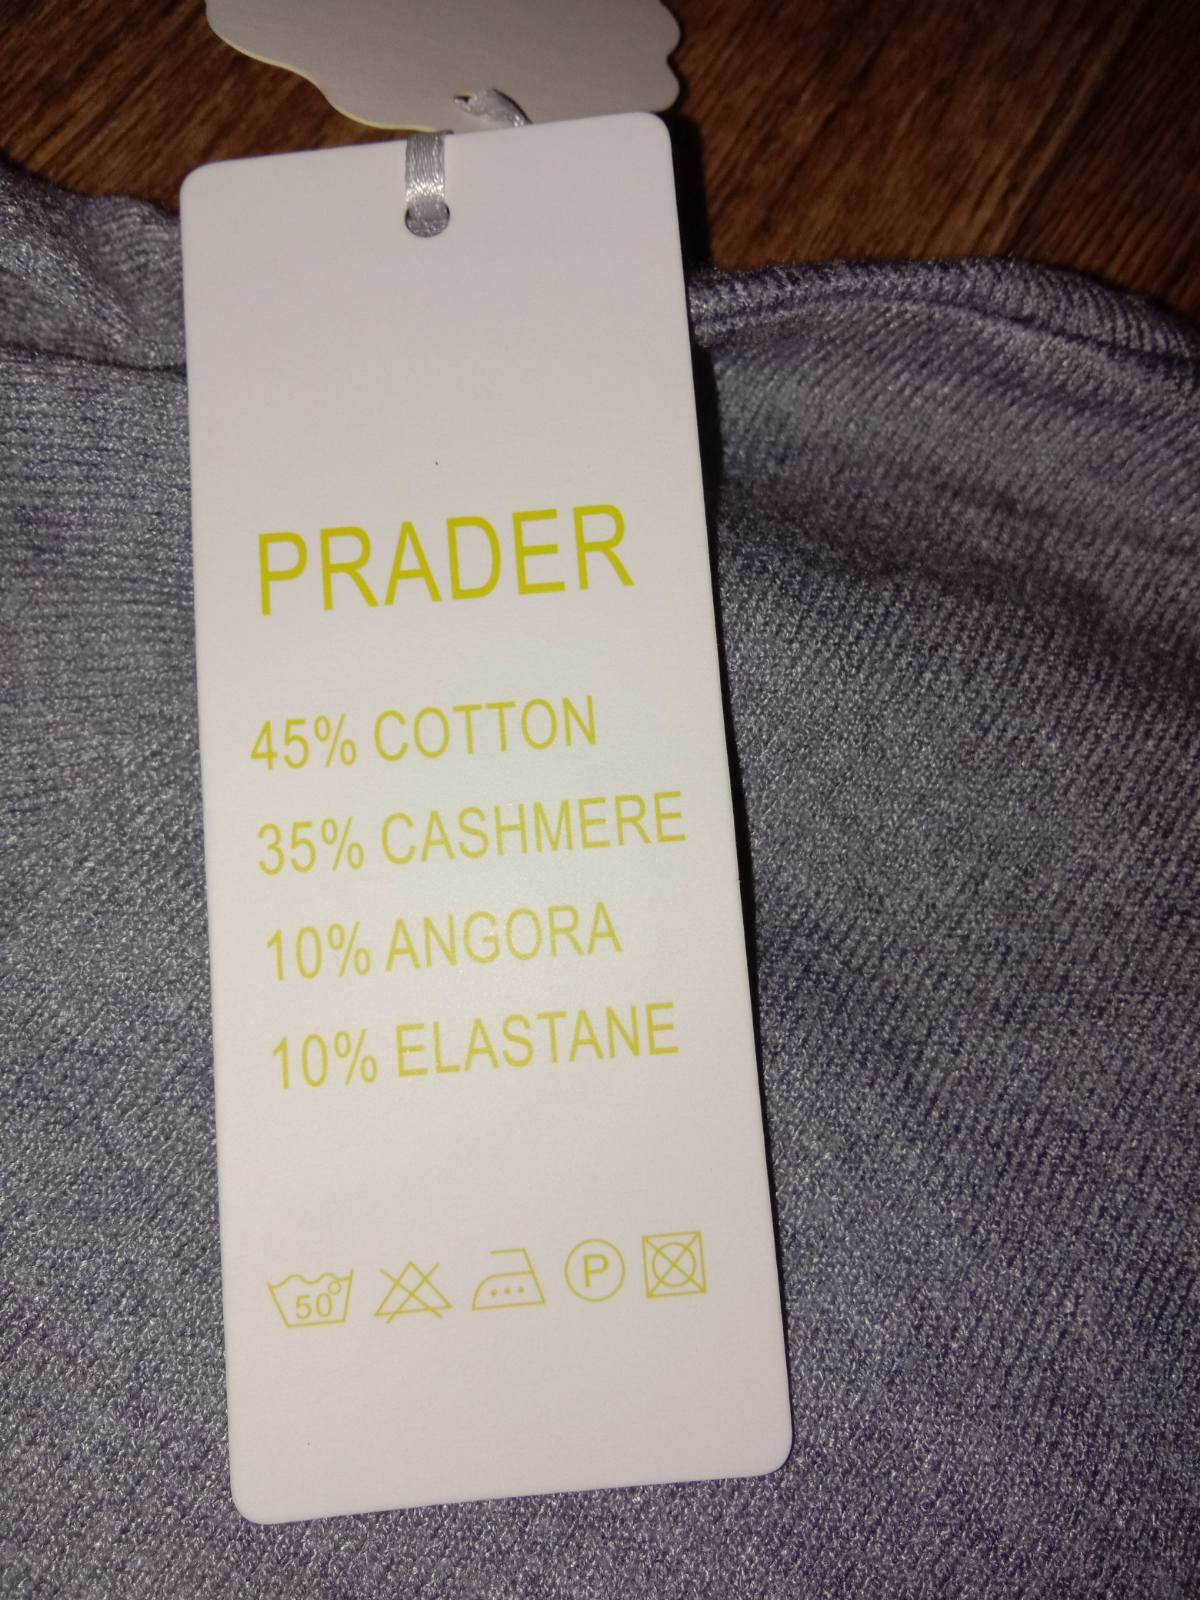 PRADER
45% COTTON
35% CASHMERE
10% ANGORA
10% ELASTANE
50° P